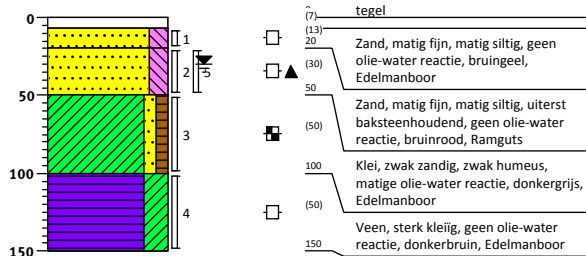 0
50
100
150
1
2
5
3
4
(7)
tegel
(13)
20
Zand, matig fijn, matig siltig, geen
olie-water reactie, bruingeel,
Edelmanboor
(30)
50
Zand, matig fijn, matig siltig, uiterst
baksteenhoudend, geen olie-water
reactie, bruinrood, Ramguts
(50)
100
Klei, zwak zandig, zwak humeus,
matige olie-water reactie, donkergrijs,
Edelmanboor
(50)
Veen, sterk kleiïg, geen olie-water
reactie, donkerbruin, Edelmanboor
150